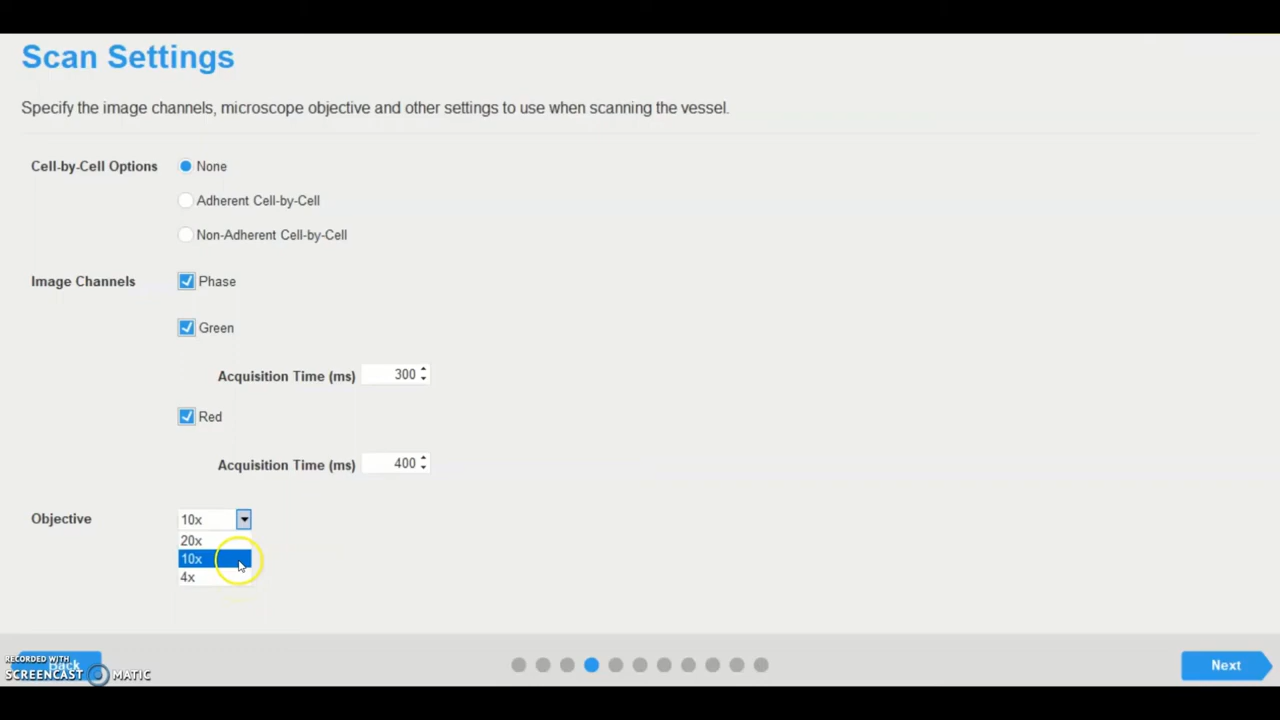 Scan Settings
Specify the image channels, microscope objective and other settings to use when scanning the vessel.
Cell-by-Cell Options
None
Adherent Cell-by-Cell
Non-Adherent Cell-by-Cell
Image Channels
Phase
Green
Acquisition Time (ms)
300
Red
Acquisition Time (ms)
400
Objective
10x
20x
10x
4x
Back
RECORDED WITH
SCREENCAST MATIC
Next